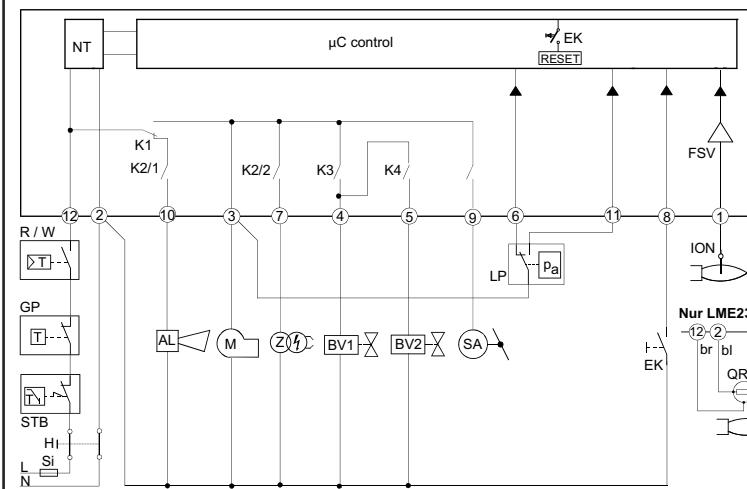 NT
µC control
EK
RESET
FSV
K1
K2/1
K2/2
K3
K4
12
2
10
3
7
4
5
9
6
11
8
1
R / W
T
LP
pa
ION
GP
T
Nur LME23
12
2
br
bl
QR
AL
M
Z
BV1
BV2
SA
EK
T
STB
H
Si
L
N